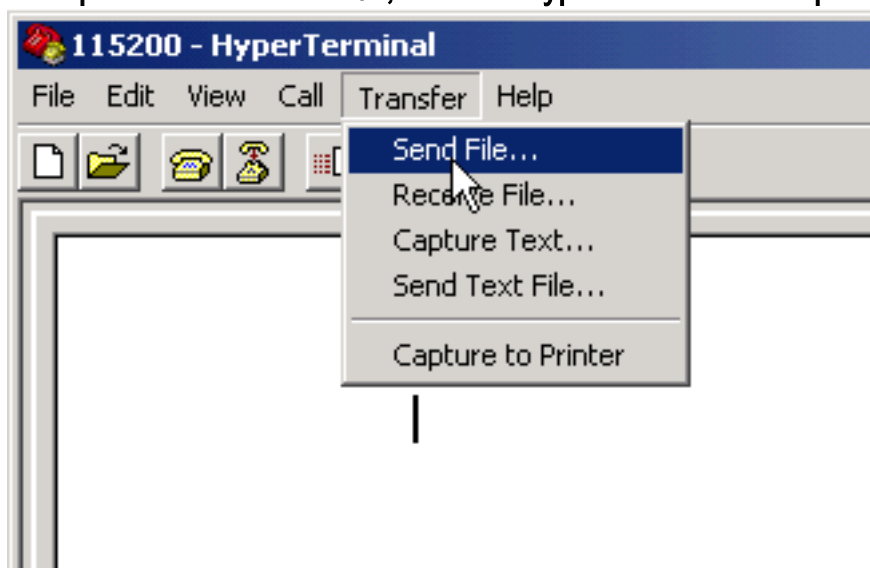 115200 - HyperTerminal
File Edit View Call Transfer Help
Send File...
Receive File...
Capture Text...
Send Text File...
Capture to Printer